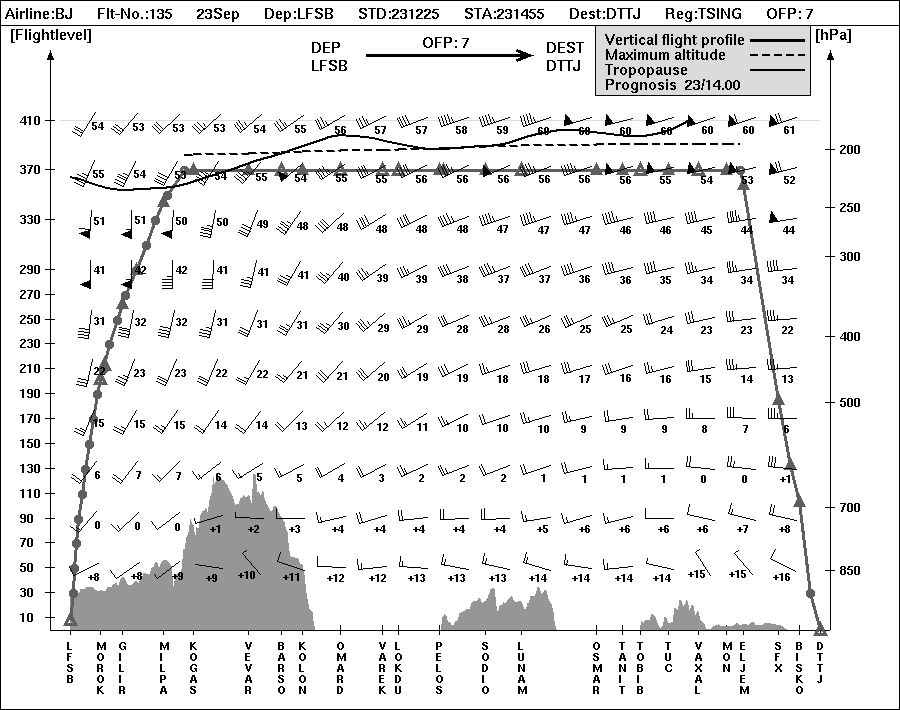 Airline:BJ Flt-No.:135 23Sep Dep:LFSB STD:231225 STA:231455 Dest:DTTJ Reg:TSING OFP: 7
[Flightlevel] [hPa]
DEP OFP: 7 DEST
LFSB DTTJ
Vertical flight profile
Maximum altitude
Tropopause
Prognosis 23/14.00
410 54 53 53 53 54 55 56 57 57 58 59 60 60 60 60 60 60 61
200
370 55 54 53 54 55 54 55 55 56 56 56 56 56 56 55 54 53 52
250
330 51 51 50 50 49 48 48 48 48 48 47 47 47 46 46 45 44 44
300
290 41 42 42 41 41 41 40 39 39 38 37 37 36 36 35 34 34 34
270
250 31 32 32 31 31 31 30 29 29 28 28 26 25 25 24 23 23 22
230 400
210 22 23 23 22 22 21 21 20 19 19 18 18 17 16 16 15 14 13
190 500
170 15 15 15 14 14 13 12 12 11 10 10 10 9 9 9 8 7 6
150
130 6 7 7 6 5 5 4 3 2 2 2 1 1 1 1 0 0 +1
110 700
90 0 0 0 +1 +2 +3 +4 +4 +4 +4 +4 +5 +6 +6 +6 +6 +7 +8
70 850
50 +8 +8 +9 +9 +10 +11 +12 +12 +13 +13 +13 +14 +14 +14 +14 +15 +15 +16
30
10
LFSB
MOROK
GILIR
MILPA
KOGAS
VEVAR
BARSO
KOLON
OMARD
VAREK
LOKDU
PELOS
SODIO
LUNAM
OSMAR
TANIT
TOBIB
TUC
VAXAL
MON
ELJEM
SFX
BISKO
DTTJ